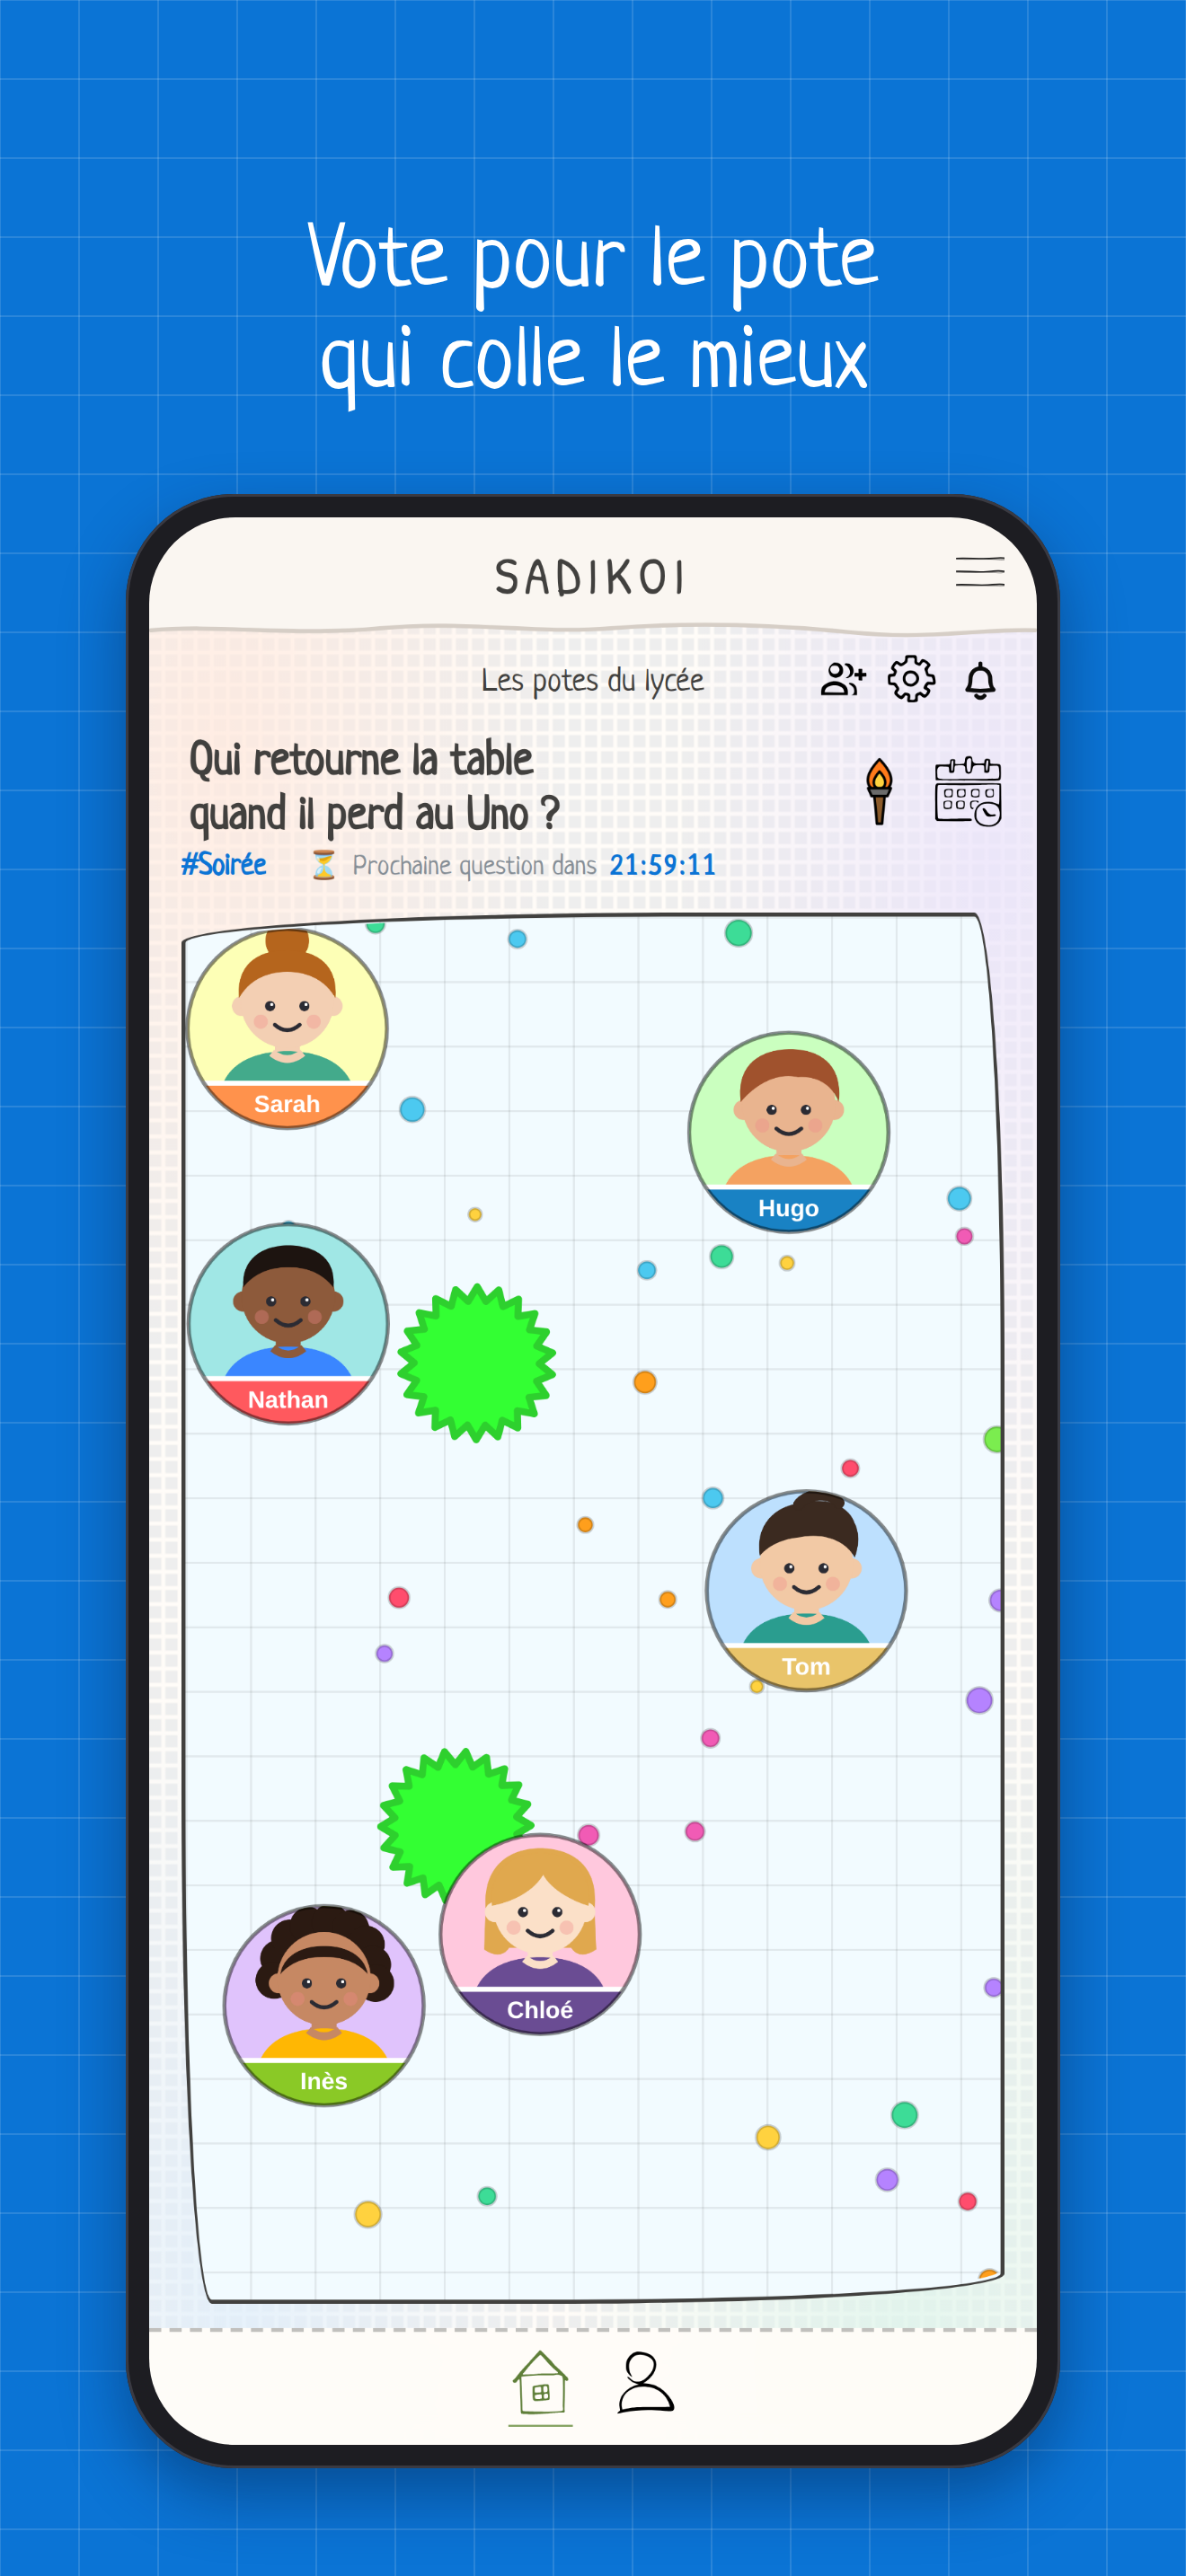 Vote pour le pote
qui colle le mieux
SADIKOI
Les potes du lycée
Qui retourne la table
quand il perd au Uno ?
#Soirée ⏳ Prochaine question dans 21:59:11
Sarah
Hugo
Nathan
Tom
Chloé
Inès